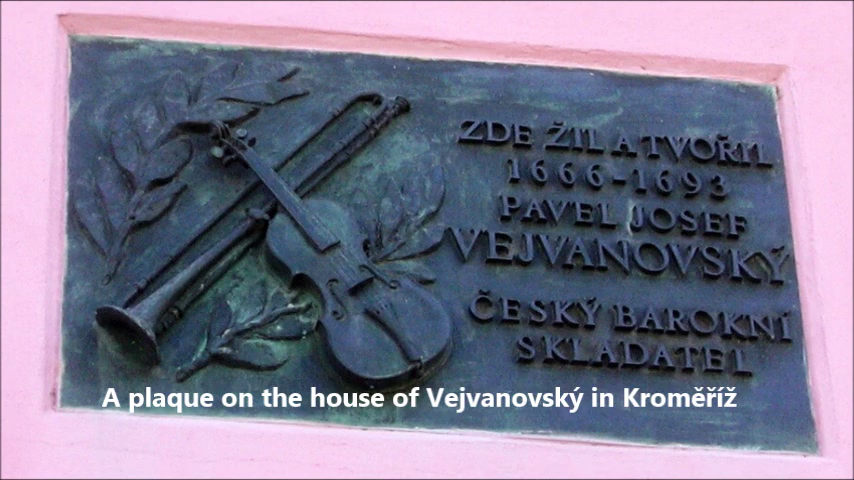 ZDE ŽIL A TVOŘIL
1666-1693
PAVEL JOSEF
VEJVANOVSKÝ
ČESKÝ BAROKNÍ
SKLADATEL
A plaque on the house of Vejvanovský in Kroměříž